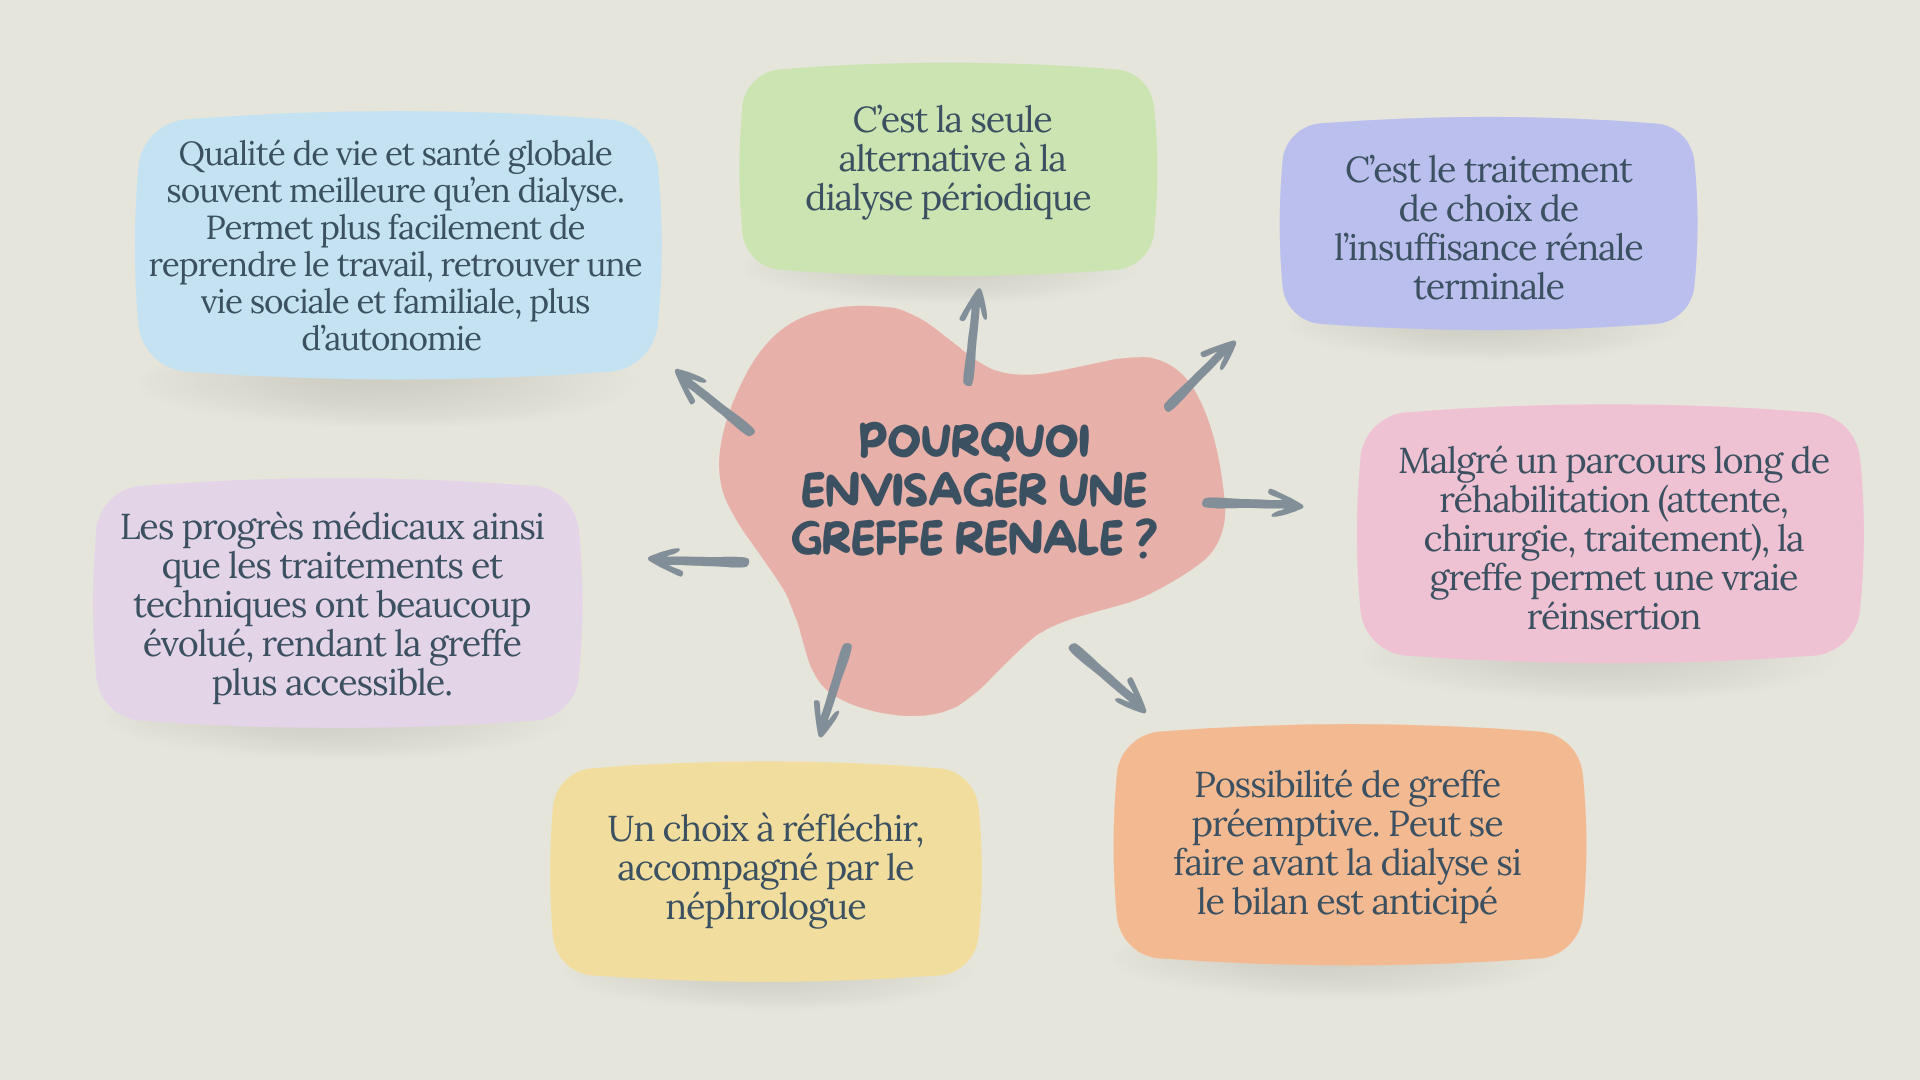 Qualité de vie et santé globale
souvent meilleure qu’en dialyse.
Permet plus facilement de
reprendre le travail, retrouver une
vie sociale et familiale, plus
d’autonomie
C’est la seule
alternative à la
dialyse périodique
C’est le traitement
de choix de
l’insuffisance rénale
terminale
POURQUOI
ENVISAGER UNE
GREFFE RENALE ?
Malgré un parcours long de
réhabilitation (attente,
chirurgie, traitement), la
greffe permet une vraie
réinsertion
Les progrès médicaux ainsi
que les traitements et
techniques ont beaucoup
évolué, rendant la greffe
plus accessible.
Un choix à réfléchir,
accompagné par le
néphrologue
Possibilité de greffe
préemptive. Peut se
faire avant la dialyse si
le bilan est anticipé